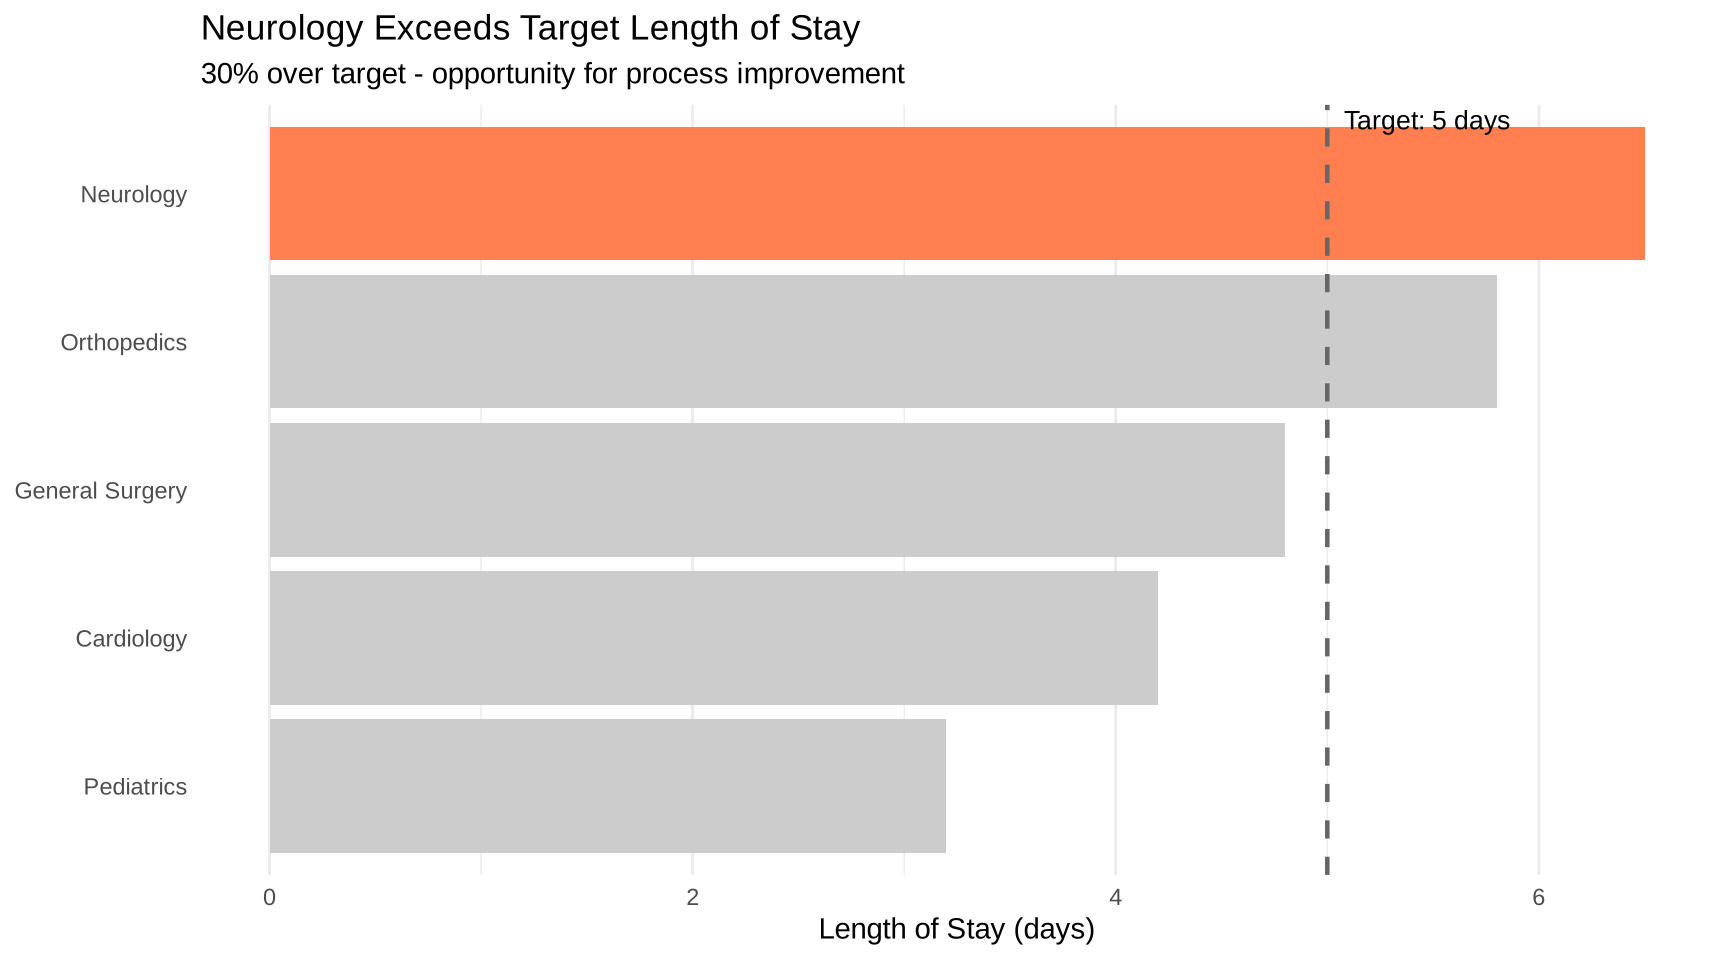 Neurology Exceeds Target Length of Stay
30% over target - opportunity for process improvement
Target: 5 days
Neurology
Orthopedics
General Surgery
Cardiology
Pediatrics
0 2 4 6
Length of Stay (days)